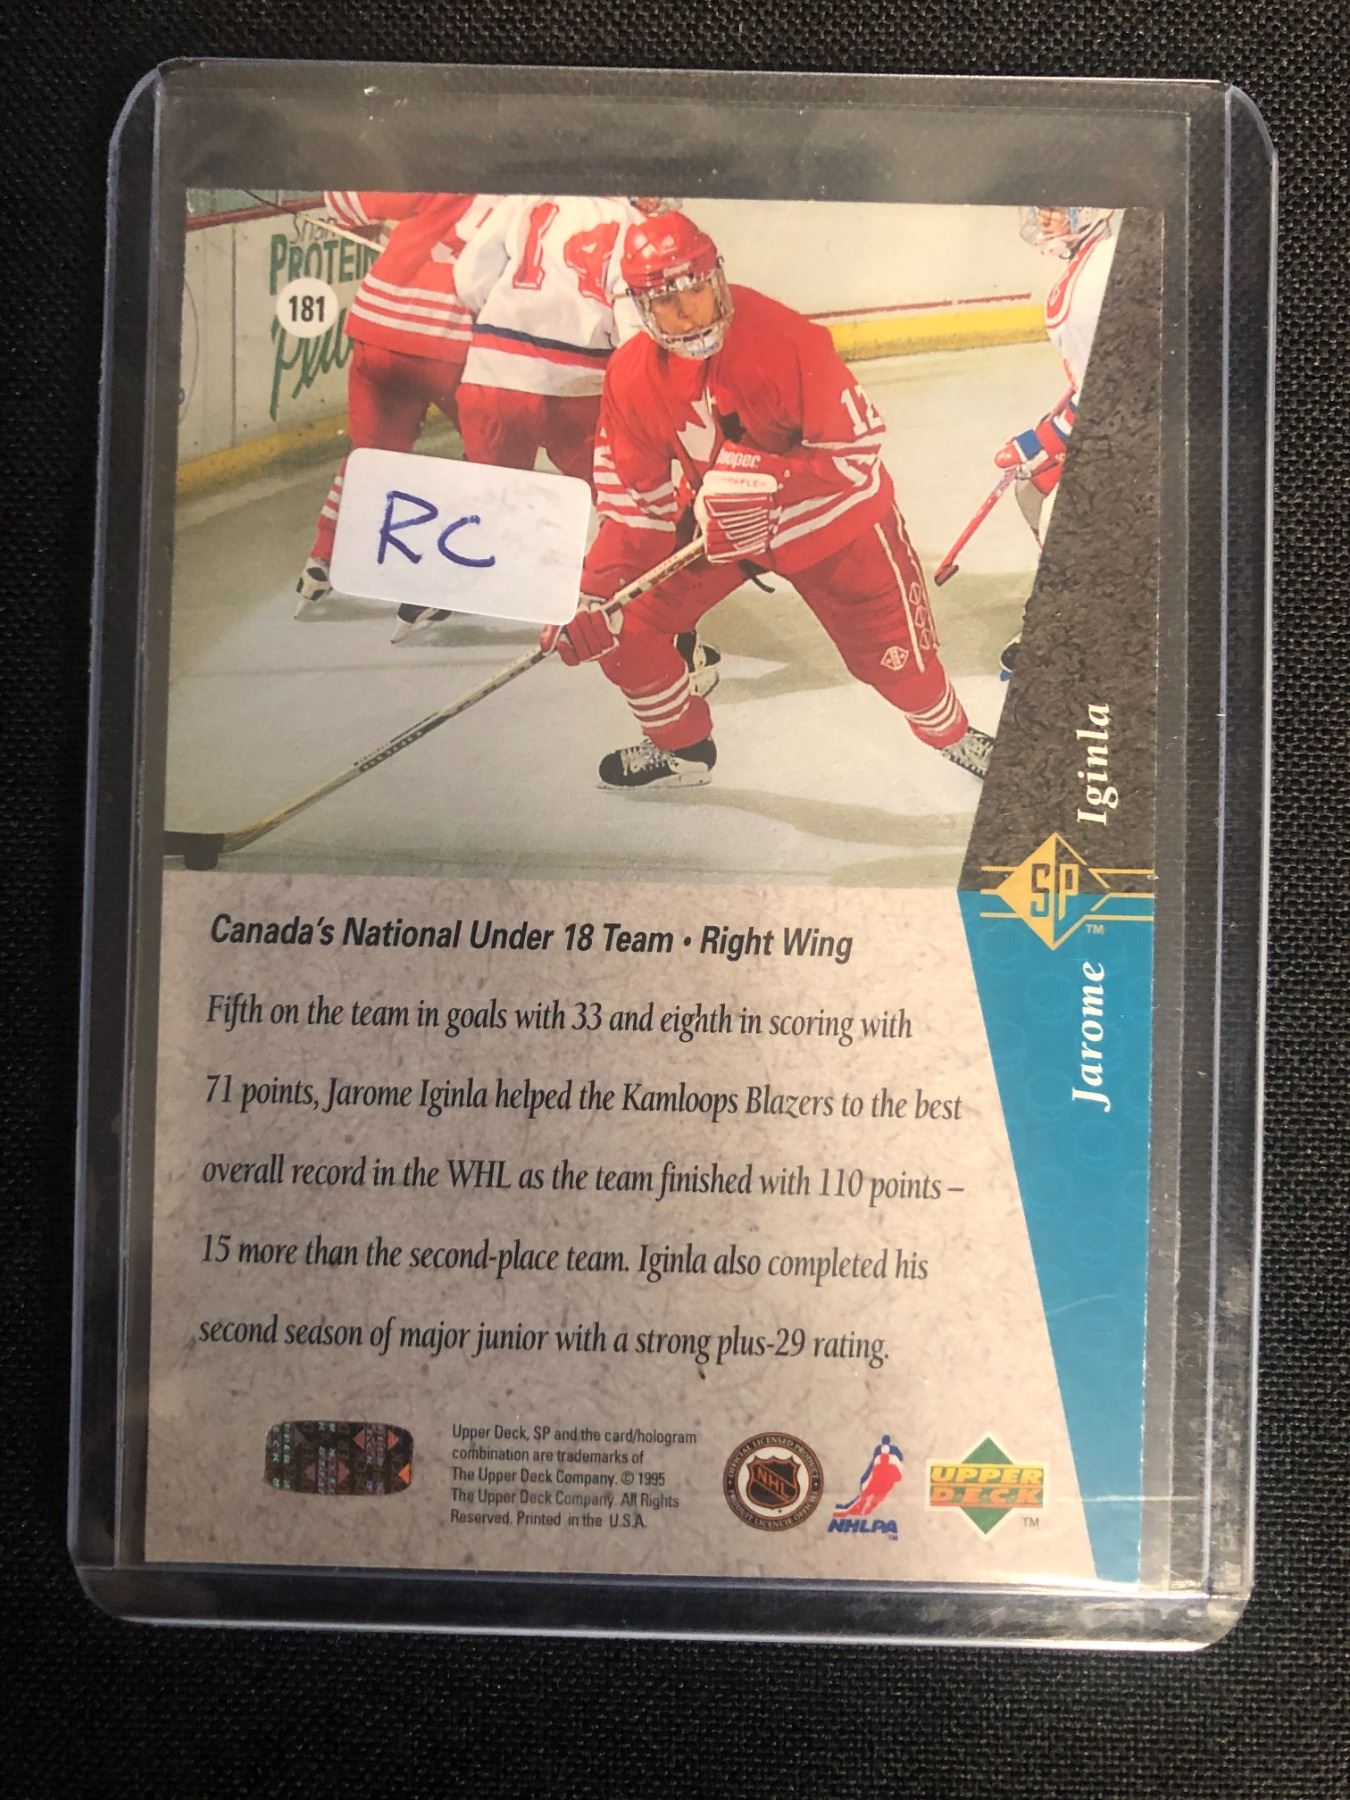 PROTEIN
181
12
RC
Iginla
SP
TM
Jarome
Canada's National Under 18 Team • Right Wing
Fifth on the team in goals with 33 and eighth in scoring with
71 points, Jarome Iginla helped the Kamloops Blazers to the best
overall record in the WHL as the team finished with 110 points –
15 more than the second-place team. Iginla also completed his
second season of major junior with a strong plus-29 rating.
Upper Deck, SP and the card/hologram
combination are trademarks of
The Upper Deck Company. © 1995
The Upper Deck Company. All Rights
Reserved. Printed in the U.S.A.
NHL
NHLPA
UPPER
DECK
TM